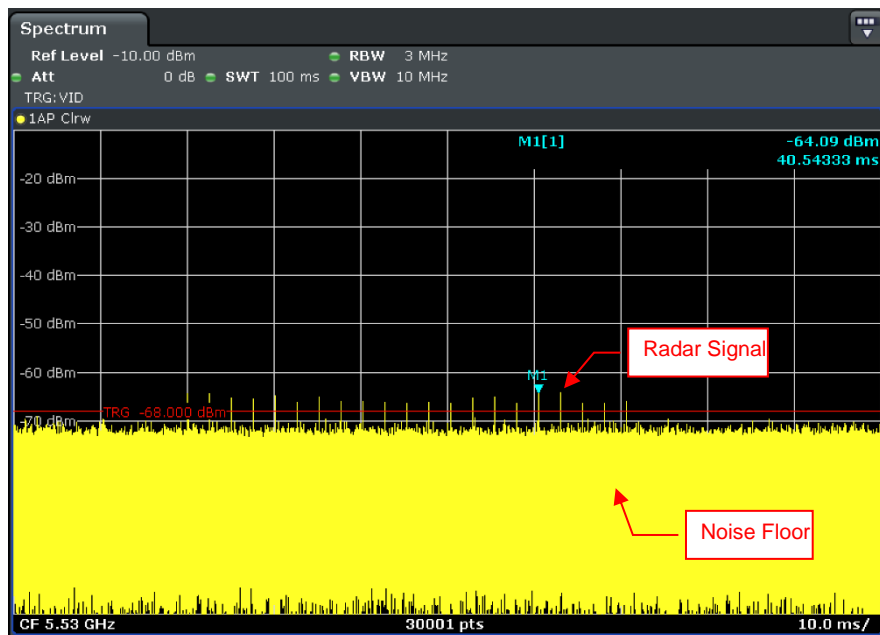 Spectrum
Ref Level -10.00 dBm RBW 3 MHz
Att 0 dB SWT 100 ms VBW 10 MHz
TRG:VID
1AP Clrw
M1[1] -64.09 dBm
40.54333 ms
-20 dBm
-30 dBm
-40 dBm
-50 dBm
Radar Signal
-60 dBm
M1
TRG -68.000 dBm
-70 dBm
Noise Floor
CF 5.53 GHz 30001 pts 10.0 ms/